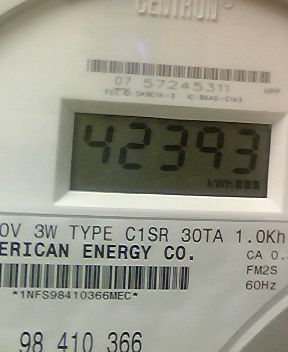 CENTRON®
07 57245311
42393
kWh
0V 3W TYPE C1SR 30TA 1.0Kh
ERICAN ENERGY CO.
CA 0.
FM2S
*1NFS98410366MEC*
60Hz
98 410 366